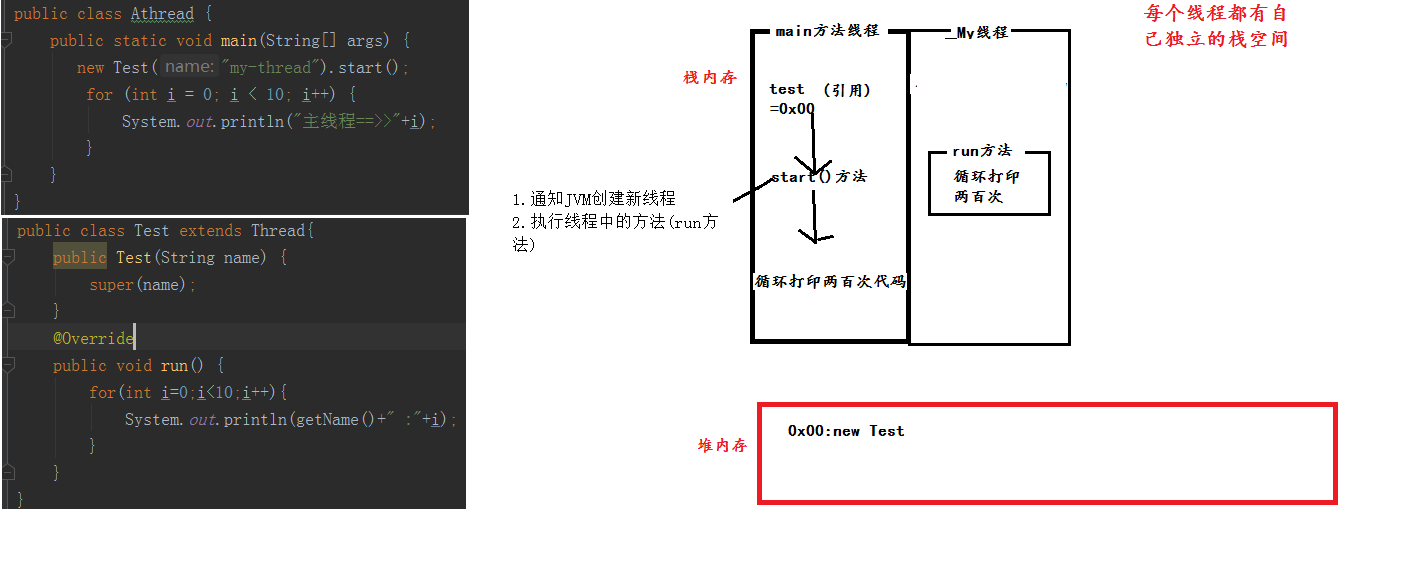 public class Athread {
public static void main(String[] args) {
new Test( name: "my-thread").start();
for (int i = 0; i < 10; i++) {
System.out.println("主线程==>>"+i);
}
}
}
public class Test extends Thread{
public Test(String name) {
super(name);
}
@Override
public void run() {
for(int i=0;i<10;i++){
System.out.println(getName()+" :"+i);
}
}
}
1.通知JVM创建新线程
2.执行线程中的方法(run方
法)
栈内存
main方法线程
test (引用)
=0x00
start()方法
循环打印两百次代码
_My线程
run方法
循环打印
两百次
每个线程都有自
己独立的栈空间
堆内存
0x00:new Test